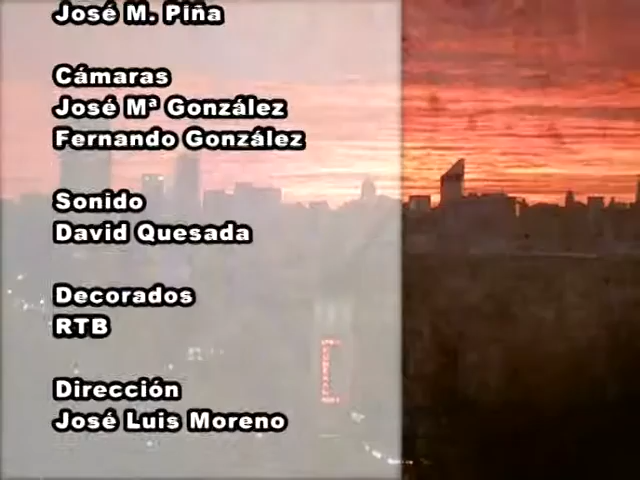 José M. Piña
Cámaras
José Mª González
Fernando González
Sonido
David Quesada
Decorados
RTB
Dirección
José Luis Moreno